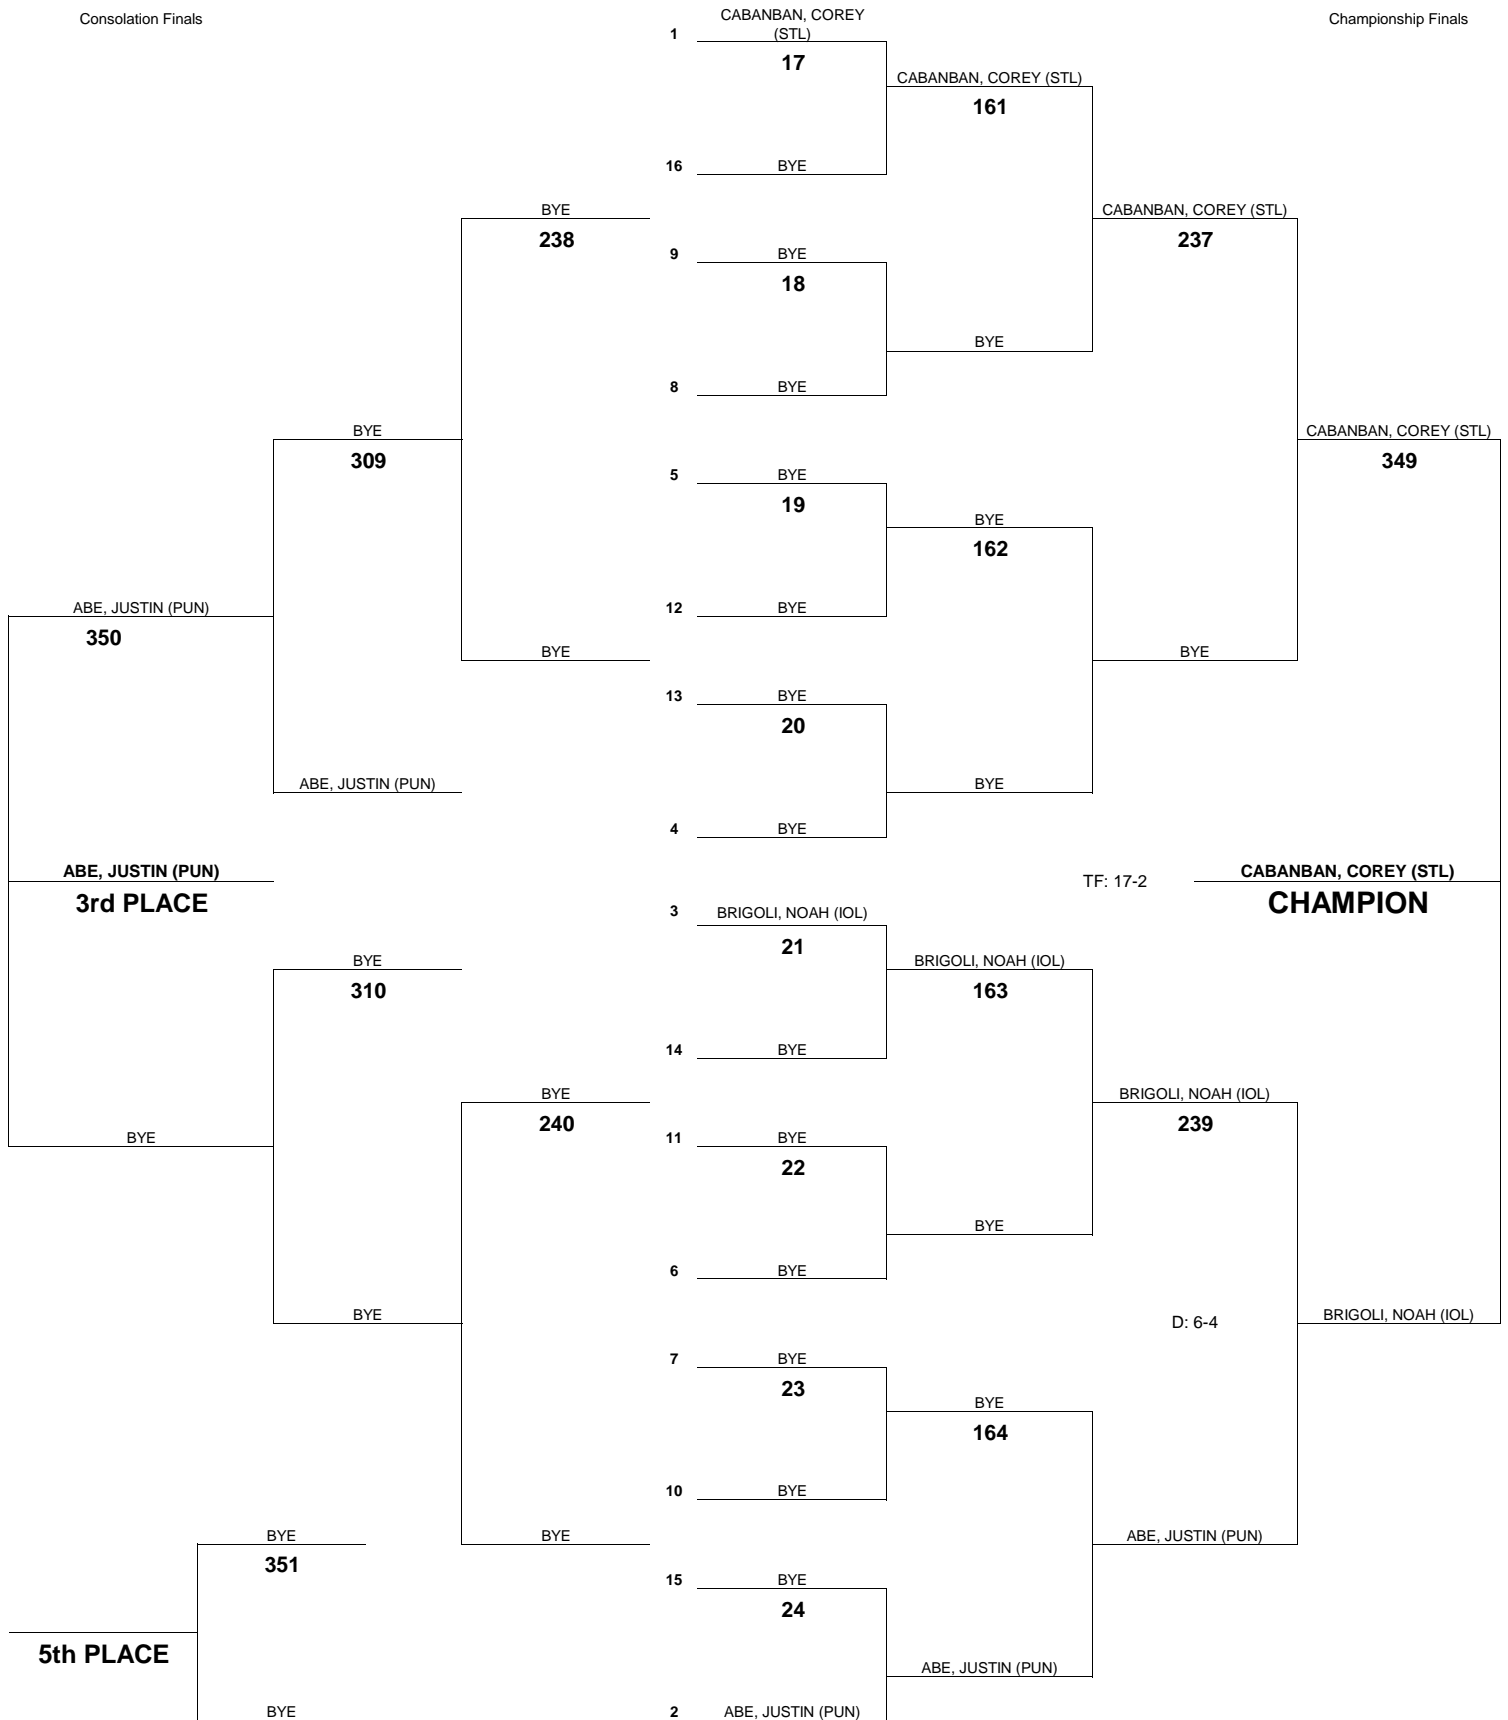 Consolation Finals
Championship Finals
CABANBAN, COREY
(STL)
1
17
CABANBAN, COREY (STL)
161
16
BYE
BYE
238
CABANBAN, COREY (STL)
237
9
BYE
18
BYE
8
BYE
BYE
309
CABANBAN, COREY (STL)
349
5
BYE
19
BYE
162
12
BYE
ABE, JUSTIN (PUN)
350
BYE
BYE
13
BYE
20
ABE, JUSTIN (PUN)
BYE
4
BYE
ABE, JUSTIN (PUN)
3rd PLACE
TF: 17-2
CABANBAN, COREY (STL)
CHAMPION
3
BRIGOLI, NOAH (IOL)
21
BYE
310
BRIGOLI, NOAH (IOL)
163
14
BYE
BYE
240
BRIGOLI, NOAH (IOL)
239
BYE
11
BYE
22
BYE
6
BYE
BYE
D: 6-4
BRIGOLI, NOAH (IOL)
7
BYE
23
BYE
164
10
BYE
BYE
351
BYE
ABE, JUSTIN (PUN)
15
BYE
24
5th PLACE
ABE, JUSTIN (PUN)
BYE
2
ABE, JUSTIN (PUN)